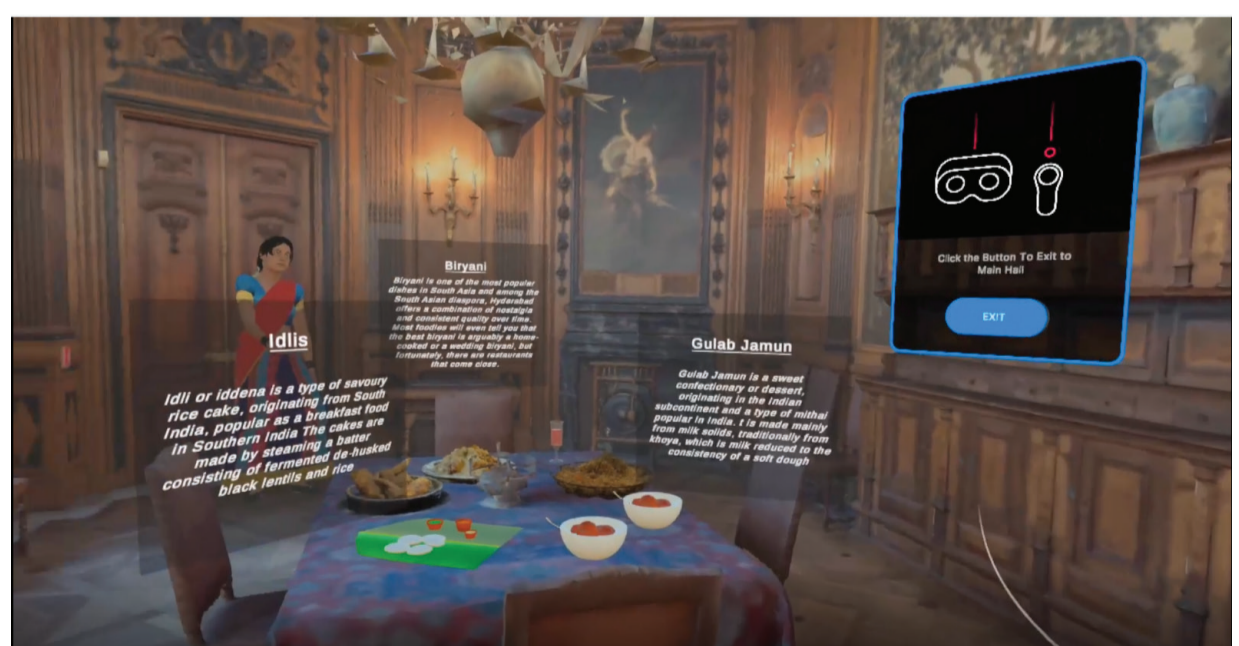 Biryani
Biryani is one of the most popular
dishes in South Asia and among the
South Asian diaspora, Hyderabad
offers a combination of nostalgia
and consistent quality over time.
Most foodies will even tell you that
the best biryani is arguably a home-
cooked or a wedding biryani, but
fortunately, there are restaurants
that come close.
Idlis
Idli or iddena is a type of savoury
rice cake, originating from South
India, popular as a breakfast food
in Southern India The cakes are
made by steaming a batter
consisting of fermented de-husked
black lentils and rice
Gulab Jamun
Gulab Jamun is a sweet
confectionary or dessert,
originating in the Indian
subcontinent and a type of mithai
popular in India. t is made mainly
from milk solids, traditionally from
khoya, which is milk reduced to the
consistency of a soft dough
Click the Button To Exit to
Main Hall
EXIT